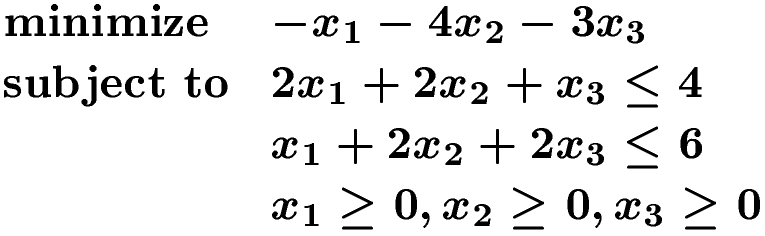 minimize −x₁ − 4x₂ − 3x₃
subject to 2x₁ + 2x₂ + x₃ ≤ 4
x₁ + 2x₂ + 2x₃ ≤ 6
x₁ ≥ 0, x₂ ≥ 0, x₃ ≥ 0